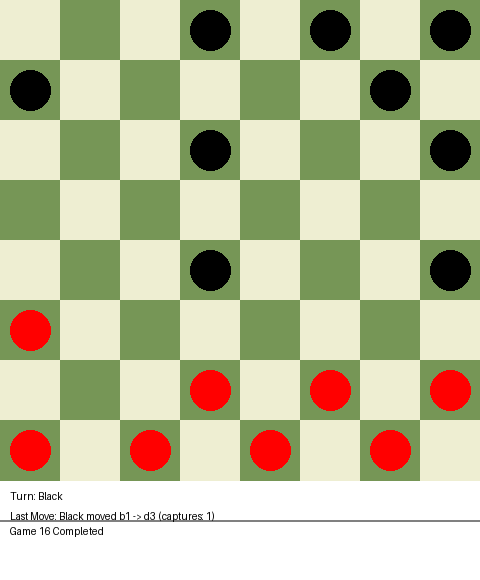 Turn: Black
Last Move: Black moved b1 -> d3 (captures: 1)
Game 16 Completed